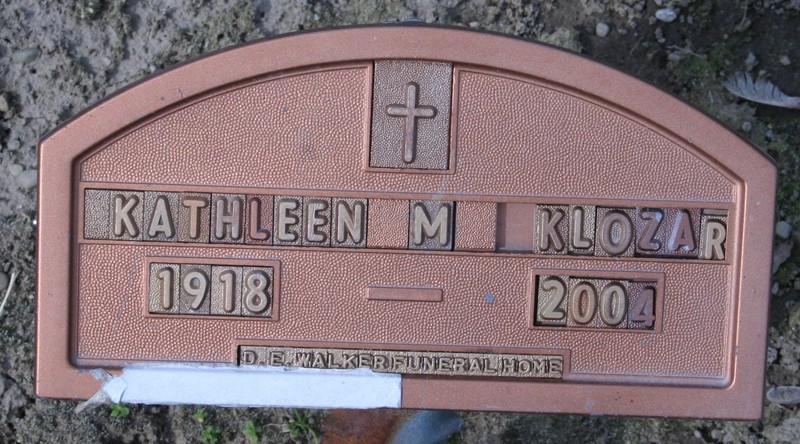 KATHLEEN M KLOZAR
1918 — 2004
D. E. WALKER FUNERAL HOME